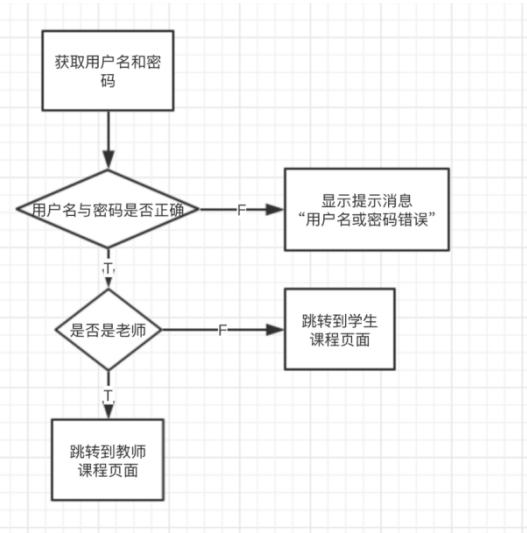 获取用户名和密
码
用户名与密码是否正确
F
显示提示消息
“用户名或密码错误”
T
是否是老师
F
跳转到学生
课程页面
T
跳转到教师
课程页面